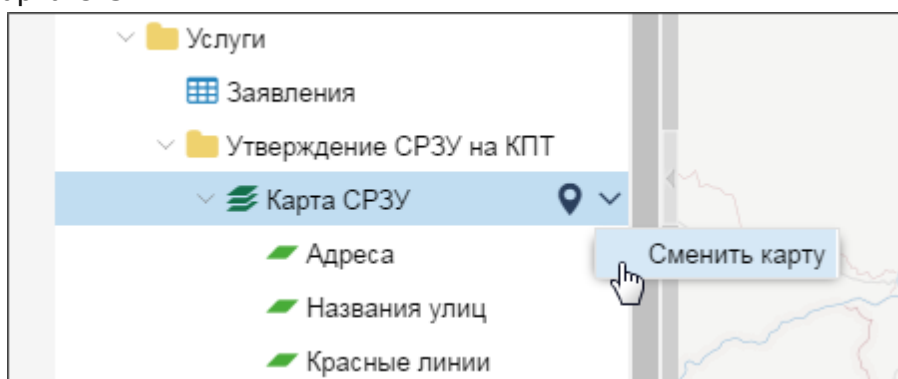 Услуги
Заявления
Утверждение СРЗУ на КПТ
Карта СРЗУ
Сменить карту
Адреса
Названия улиц
Красные линии